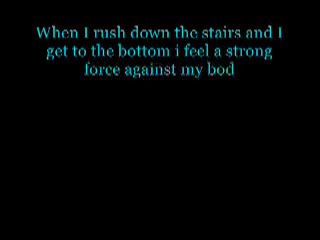 When I rush down the stairs and I
get to the bottom i feel a strong
force against my bod